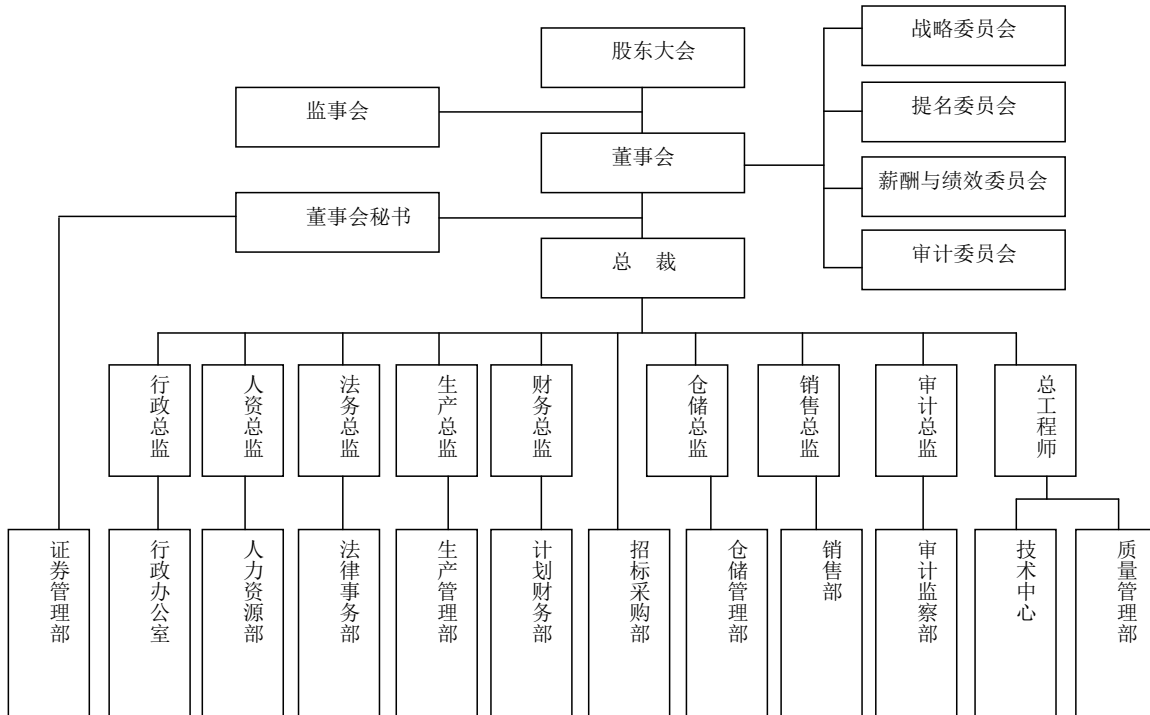 战略委员会
股东大会
提名委员会
监事会
董事会
薪酬与绩效委员会
董事会秘书
审计委员会
总 裁
行政总监
人资总监
法务总监
生产总监
财务总监
仓储总监
销售总监
审计总监
总工程师
证券管理部
行政办公室
人力资源部
法律事务部
生产管理部
计划财务部
招标采购部
仓储管理部
销售部
审计监察部
技术中心
质量管理部